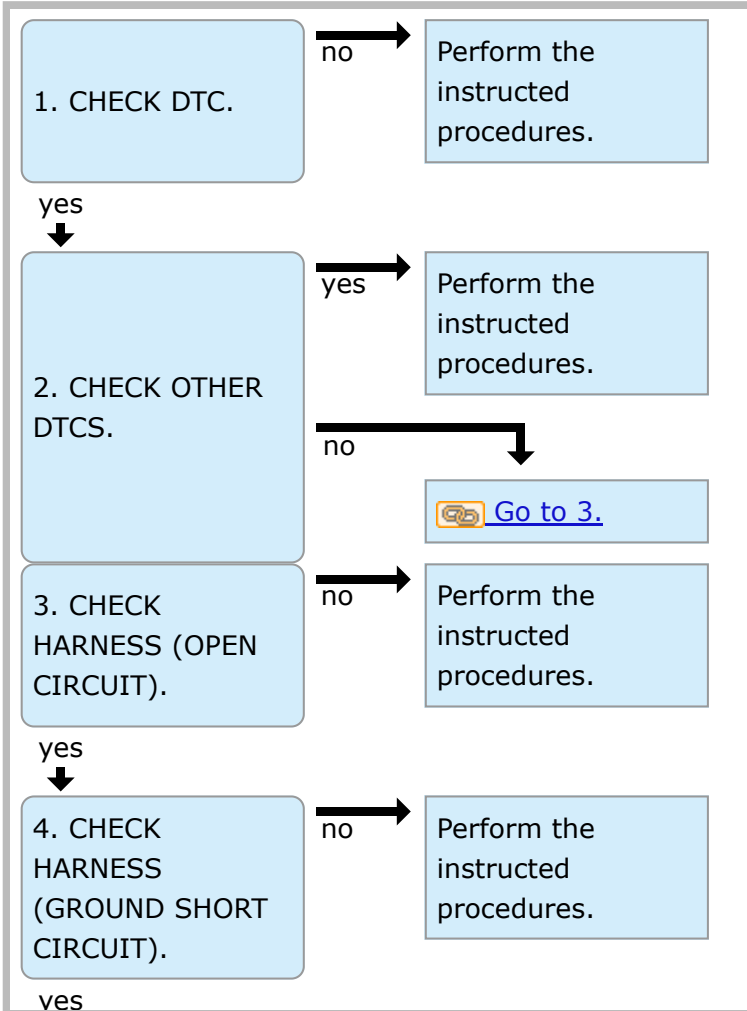 1. CHECK DTC.
no
Perform the
instructed
procedures.
yes
2. CHECK OTHER
DTCS.
yes
Perform the
instructed
procedures.
no
Go to 3.
3. CHECK
HARNESS (OPEN
CIRCUIT).
no
Perform the
instructed
procedures.
yes
4. CHECK
HARNESS
(GROUND SHORT
CIRCUIT).
no
Perform the
instructed
procedures.
yes